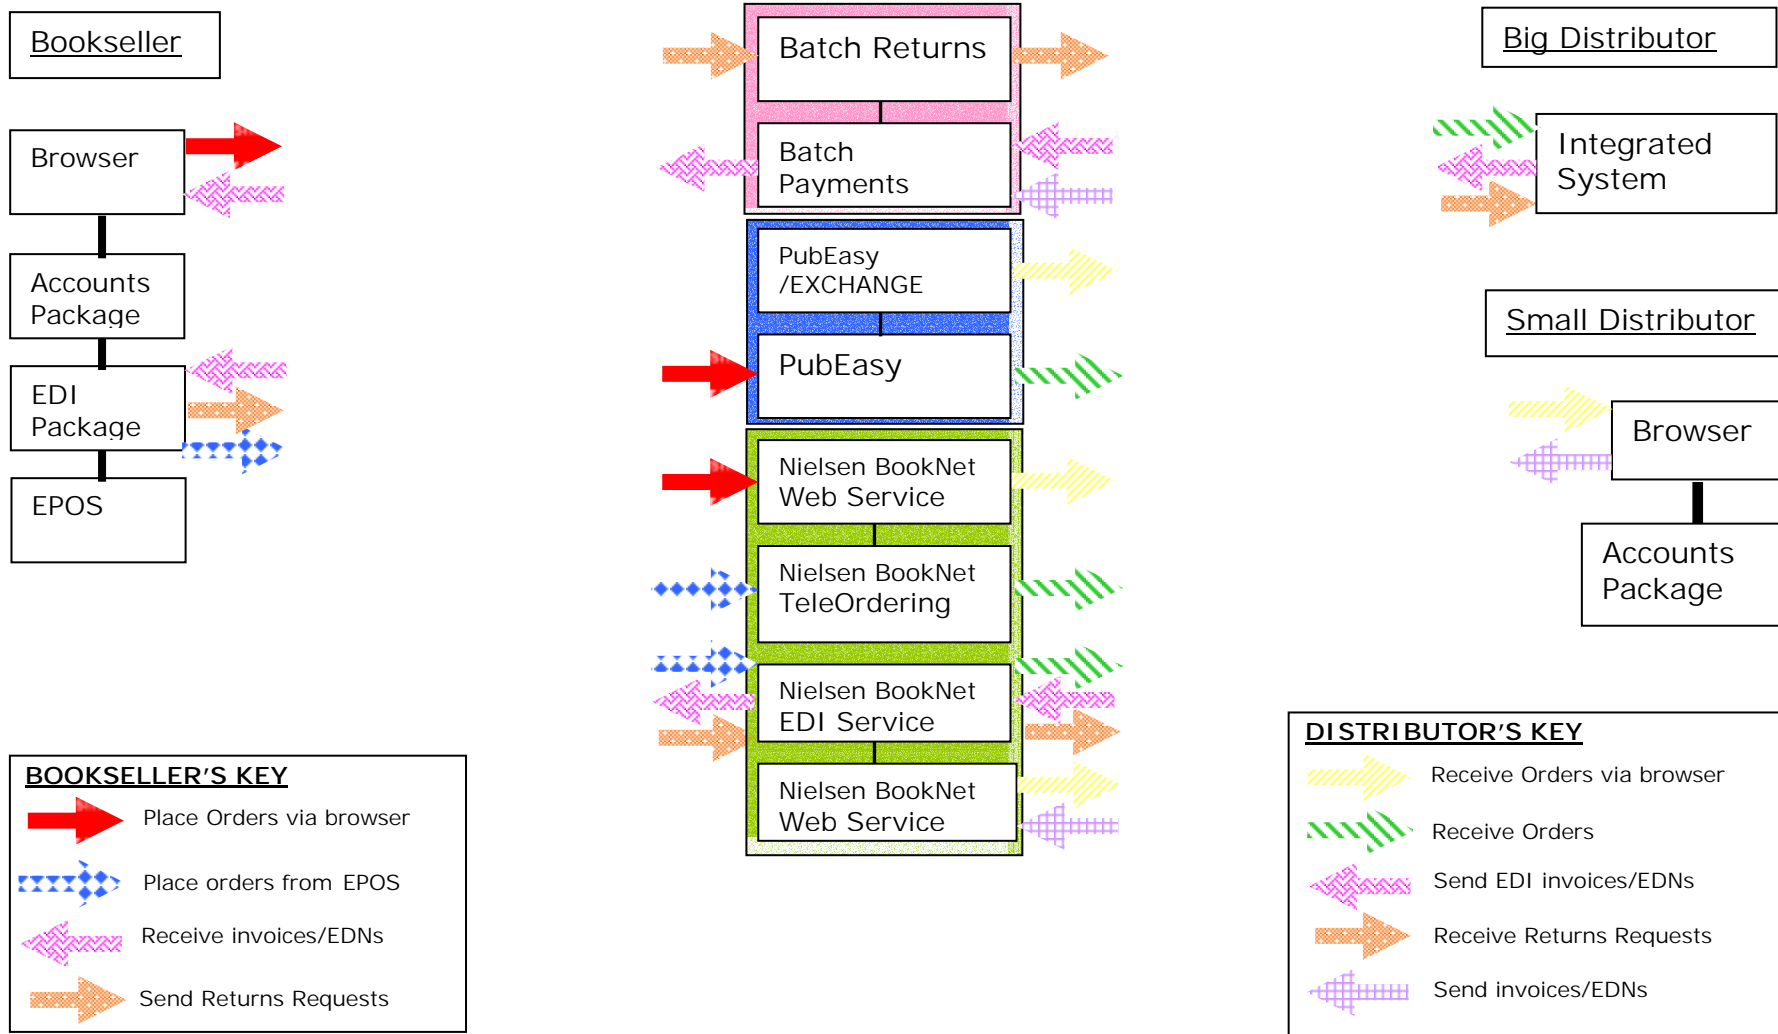 Bookseller
Browser
Accounts
Package
EDI
Package
EPOS
BOOKSELLER'S KEY
Place Orders via browser
Place orders from EPOS
Receive invoices/EDNs
Send Returns Requests
Batch Returns
Batch
Payments
PubEasy
/EXCHANGE
PubEasy
Nielsen BookNet
Web Service
Nielsen BookNet
TeleOrdering
Nielsen BookNet
EDI Service
Nielsen BookNet
Web Service
Big Distributor
Integrated
System
Small Distributor
Browser
Accounts
Package
DISTRIBUTOR'S KEY
Receive Orders via browser
Receive Orders
Send EDI invoices/EDNs
Receive Returns Requests
Send invoices/EDNs